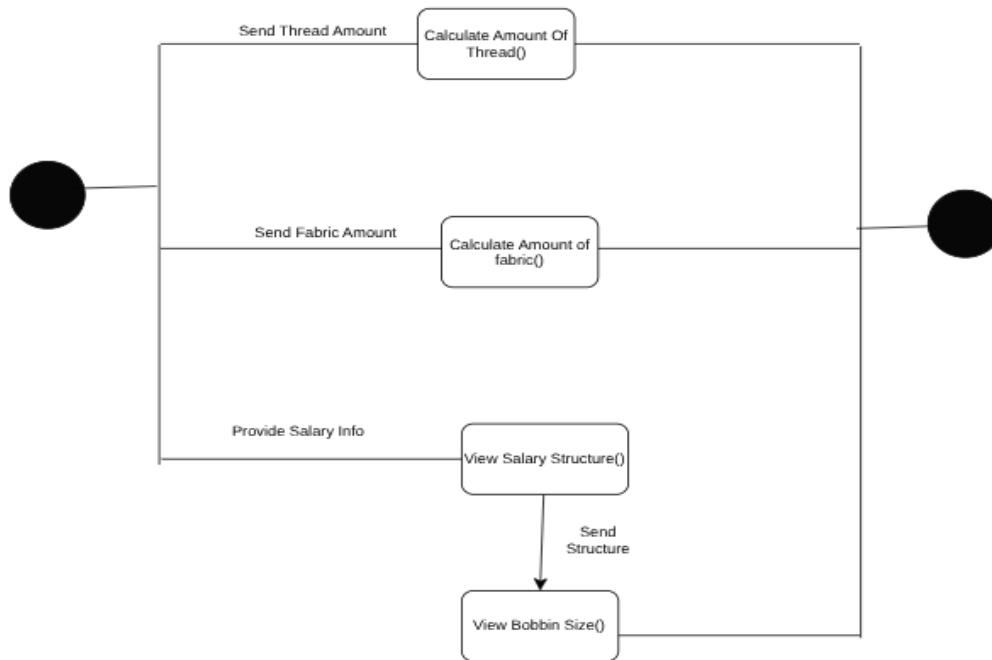 Send Thread Amount
Calculate Amount Of
Thread()
Send Fabric Amount
Calculate Amount of
fabric()
Provide Salary Info
View Salary Structure()
Send
Structure
View Bobbin Size()